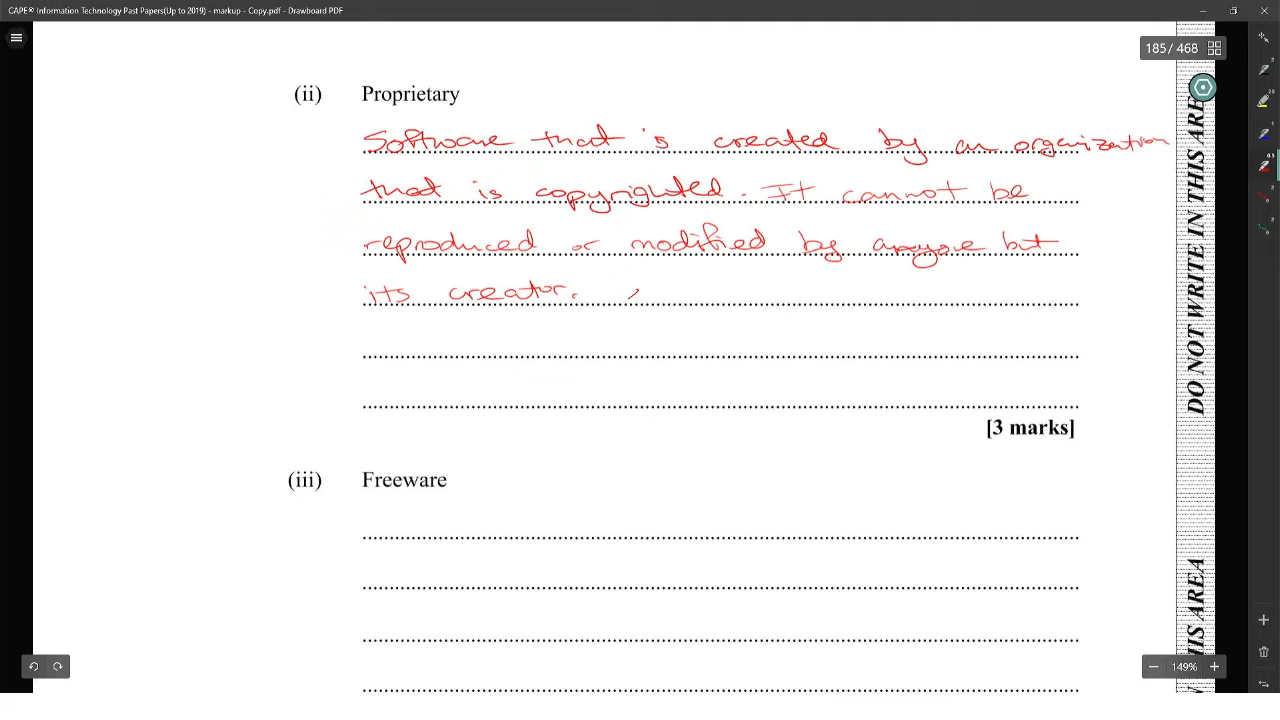 CAPE® Information Technology Past Papers(Up to 2019) - markup - Copy.pdf - Drawboard PDF
185 / 468
(ii) Proprietary
Software that is created by an organization
that is copyrighted It cannot be
reproduced or modified by anyone but
its creator.
[3 marks]
(iii) Freeware
DO NOT WRITE IN THIS ARE
IS AREA
149%